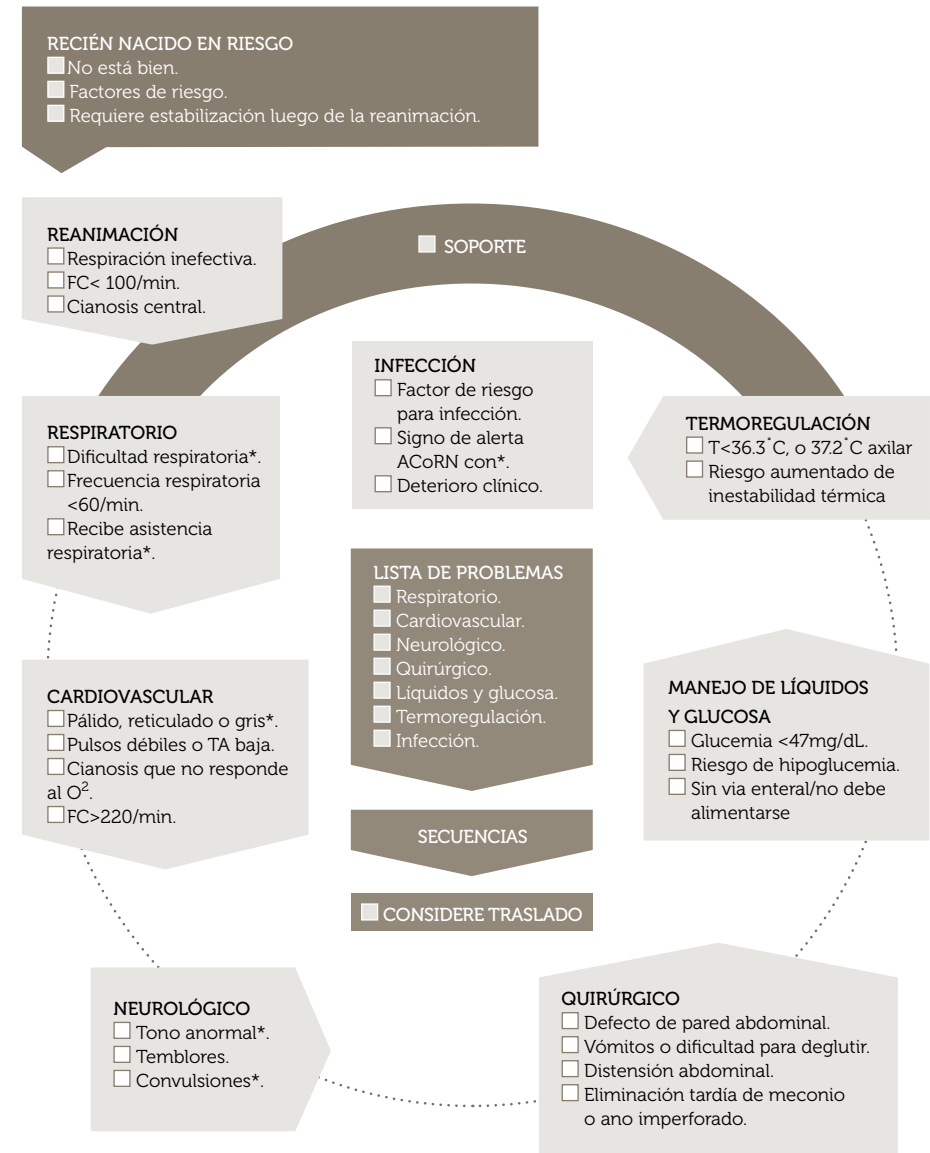 RECIÉN NACIDO EN RIESGO
No está bien.
Factores de riesgo.
Requiere estabilización luego de la reanimación.
REANIMACIÓN
Respiración inefectiva.
FC< 100/min.
Cianosis central.
SOPORTE
RESPIRATORIO
Dificultad respiratoria*.
Frecuencia respiratoria
<60/min.
Recibe asistencia
respiratoria*.
INFECCIÓN
Factor de riesgo
para infección.
Signo de alerta
ACoRN con*.
Deterioro clínico.
TERMOREGULACIÓN
T<36.3˚C, o 37.2˚C axilar
Riesgo aumentado de
inestabilidad térmica
LISTA DE PROBLEMAS
Respiratorio.
Cardiovascular.
Neurológico.
Quirúrgico.
Líquidos y glucosa.
Termoregulación.
Infección.
CARDIOVASCULAR
Pálido, reticulado o gris*.
Pulsos débiles o TA baja.
Cianosis que no responde
al O².
FC>220/min.
MANEJO DE LÍQUIDOS
Y GLUCOSA
Glucemia <47mg/dL.
Riesgo de hipoglucemia.
Sin via enteral/no debe
alimentarse
SECUENCIAS
CONSIDERE TRASLADO
NEUROLÓGICO
Tono anormal*.
Temblores.
Convulsiones*.
QUIRÚRGICO
Defecto de pared abdominal.
Vómitos o dificultad para deglutir.
Distensión abdominal.
Eliminación tardía de meconio
o ano imperforado.